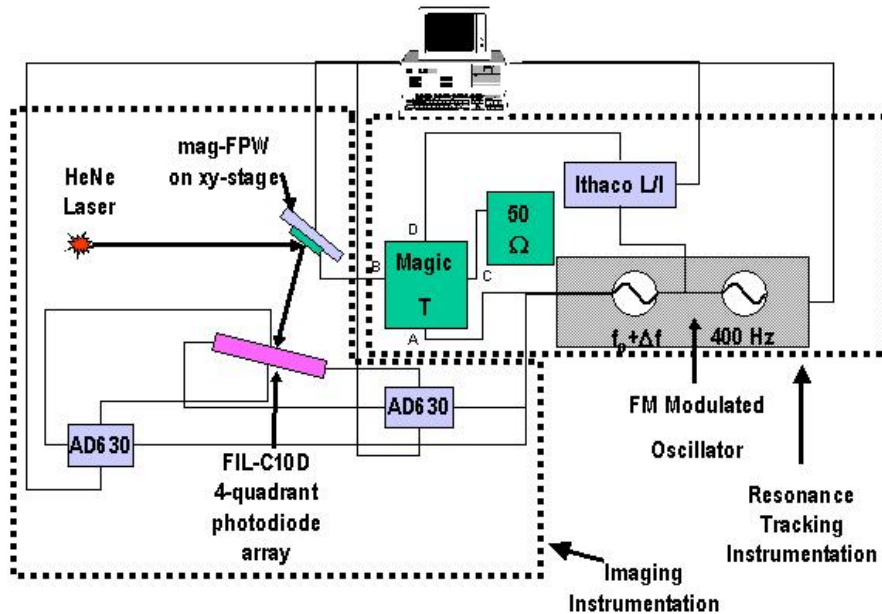 mag-FPW
on xy-stage
HeNe
Laser
Ithaco L/I
50
Ω
D
B
Magic
T
C
A
f₀+Δf
400 Hz
AD630
AD630
FM Modulated
Oscillator
FIL-C10D
4-quadrant
photodiode
array
Resonance
Tracking
Instrumentation
Imaging
Instrumentation